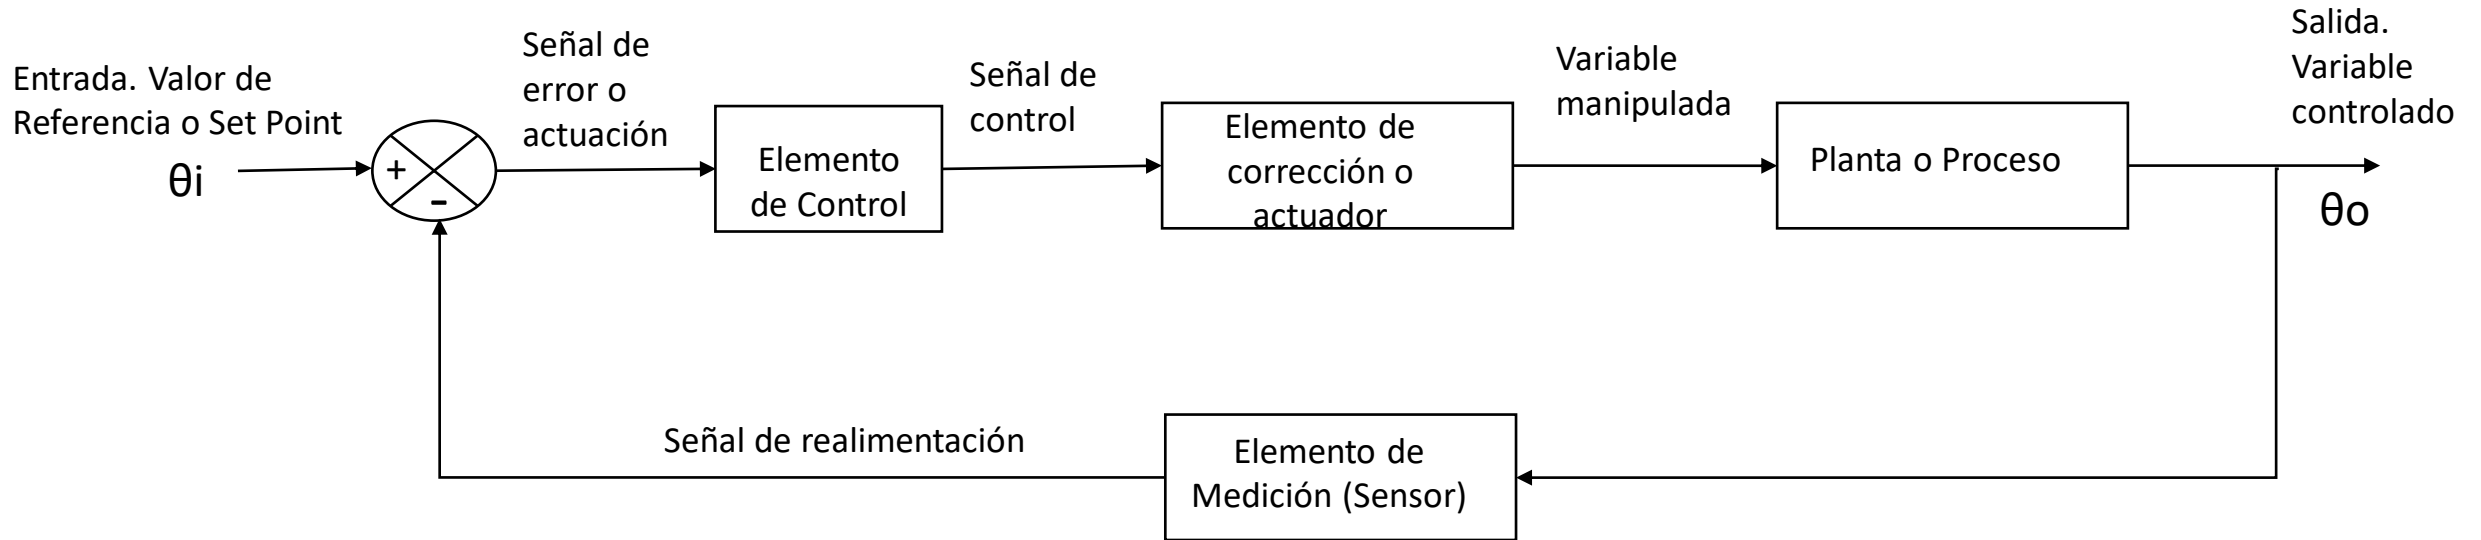 Entrada. Valor de
Referencia o Set Point
θi
+
-
Señal de
error o
actuación
Elemento
de Control
Señal de
control
Elemento de
corrección o
actuador
Variable
manipulada
Planta o Proceso
Salida.
Variable
controlado
θo
Señal de realimentación
Elemento de
Medición (Sensor)